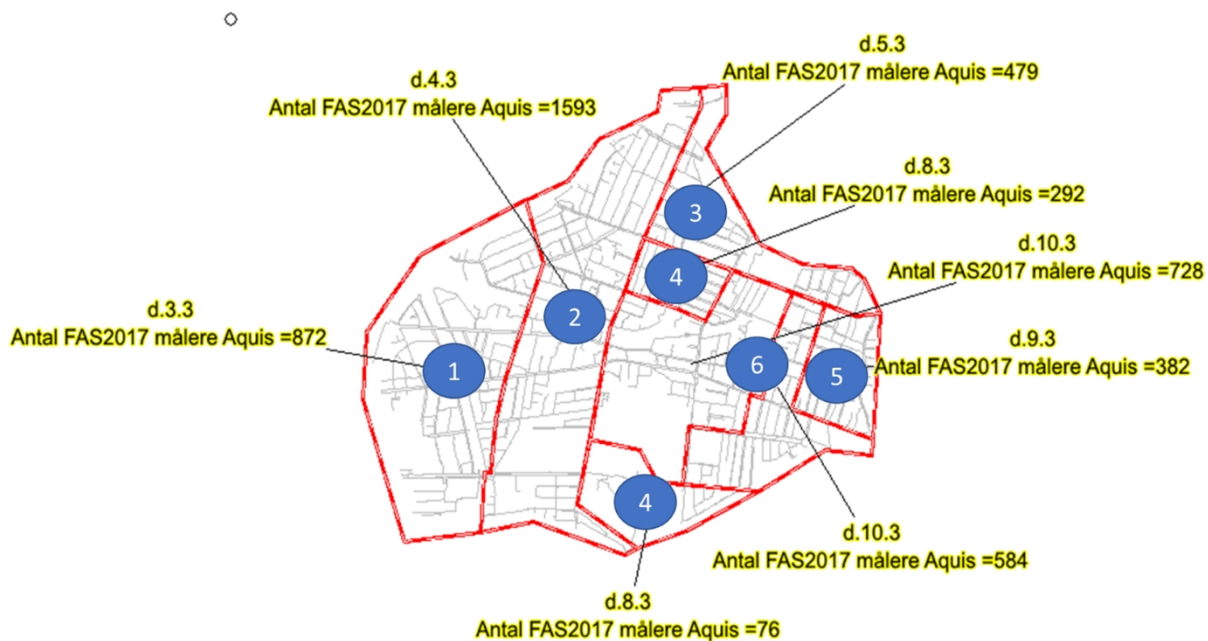 d.5.3
Antal FAS2017 målere Aquis =479
d.4.3
Antal FAS2017 målere Aquis =1593
d.8.3
Antal FAS2017 målere Aquis =292
3
d.10.3
Antal FAS2017 målere Aquis =728
4
d.3.3
Antal FAS2017 målere Aquis =872
2
d.9.3
Antal FAS2017 målere Aquis =382
1
6
5
4
d.10.3
Antal FAS2017 målere Aquis =584
d.8.3
Antal FAS2017 målere Aquis =76